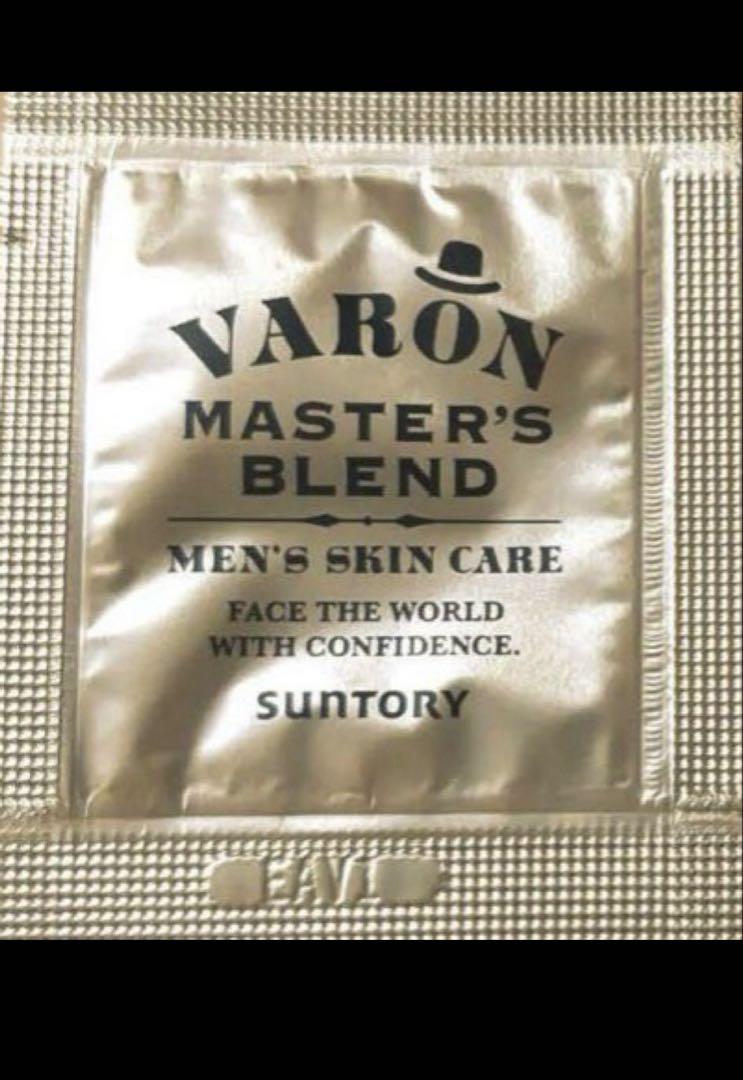 VARON
MASTER'S
BLEND
MEN'S SKIN CARE
FACE THE WORLD
WITH CONFIDENCE.
SUNTORY